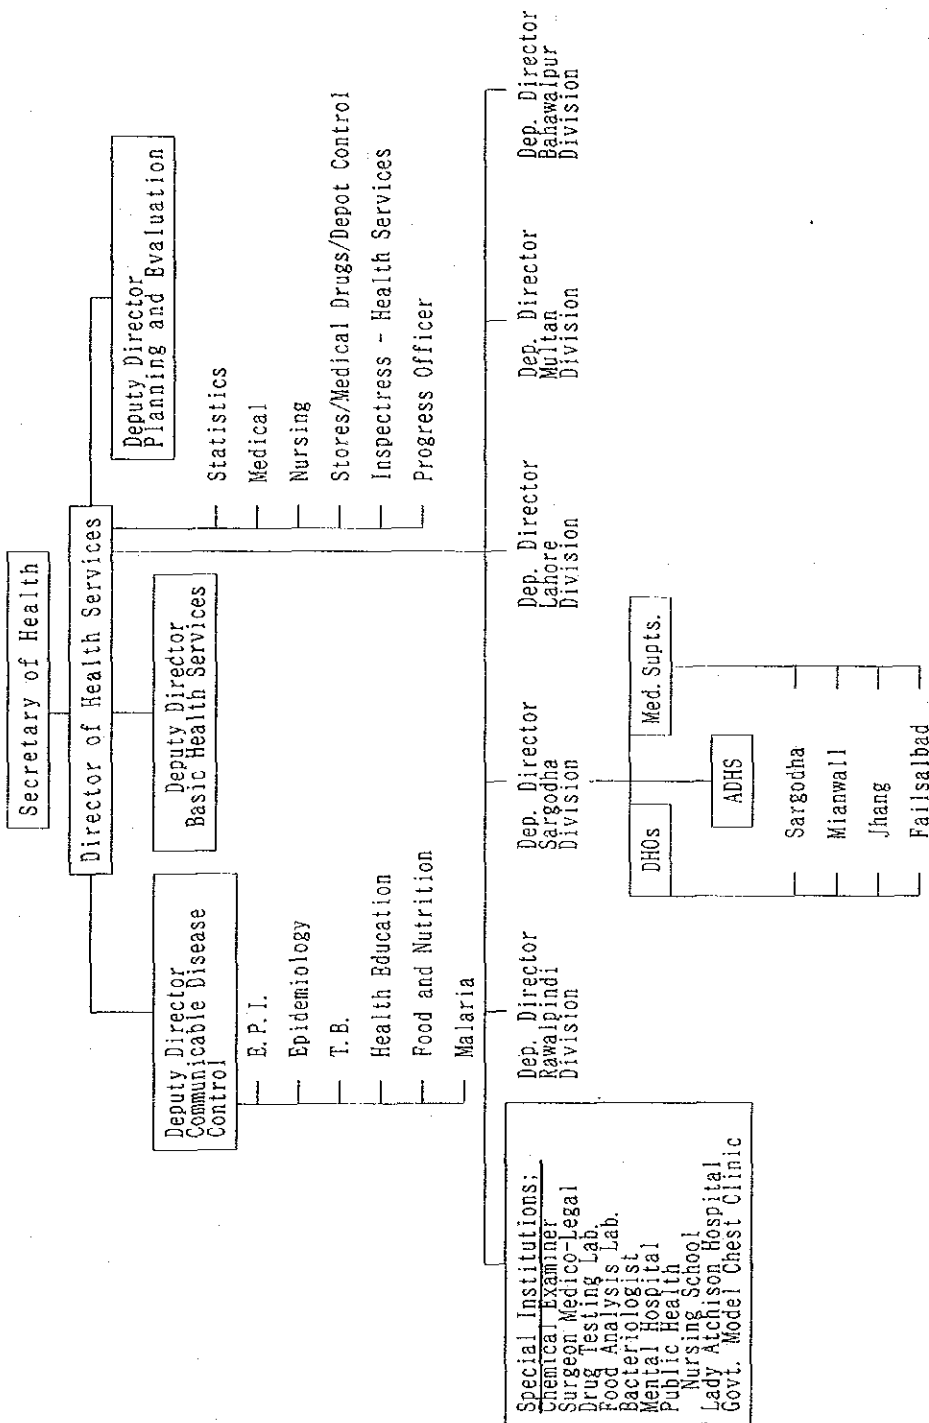 Secretary of Health
Director of Health Services
Deputy Director
Communicable Disease
Control
E.P.I.
Epidemiology
T.B.
Health Education
Food and Nutrition
Malaria
Deputy Director
Basic Health Services
Deputy Director
Planning and Evaluation
Statistics
Medical
Nursing
Stores/Medical Drugs/Depot Control
Inspectress - Health Services
Progress Officer
Special Institutions:
Chemical Examiner
Surgeon Medico-Legal
Drug Testing Lab.
Food Analysis Lab.
Bacteriologist
Mental Hospital
Public Health
Nursing School
Lady Atchison Hospital
Govt. Model Chest Clinic
Dep. Director
Rawalpindi
Division
Dep. Director
Sargodha
Division
Dep. Director
Lahore
Division
Dep. Director
Multan
Division
Dep. Director
Bahawalpur
Division
DHOs
ADHS
Med. Supts.
Sargodha
Mianwall
Jhang
Failsalbad